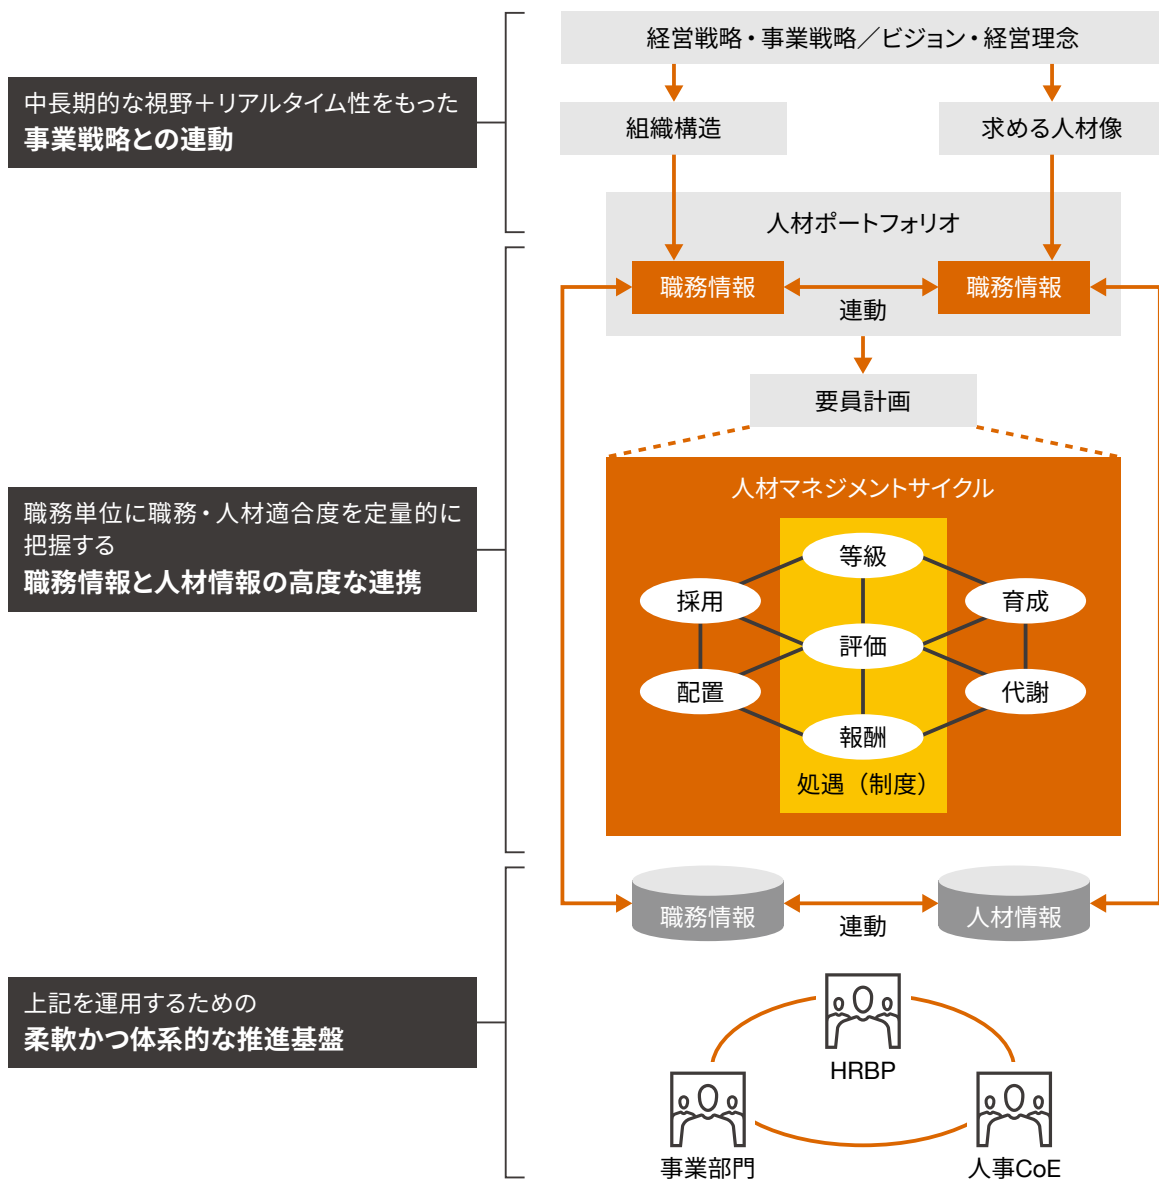 経営戦略・事業戦略／ビジョン・経営理念
中長期的な視野＋リアルタイム性をもった
事業戦略との連動
組織構造
求める人材像
人材ポートフォリオ
職務情報
連動
職務情報
要員計画
職務単位に職務・人材適合度を定量的に
把握する
職務情報と人材情報の高度な連携
人材マネジメントサイクル
等級
採用
育成
評価
配置
代謝
報酬
処遇（制度）
職務情報
連動
人材情報
上記を運用するための
柔軟かつ体系的な推進基盤
HRBP
事業部門
人事CoE